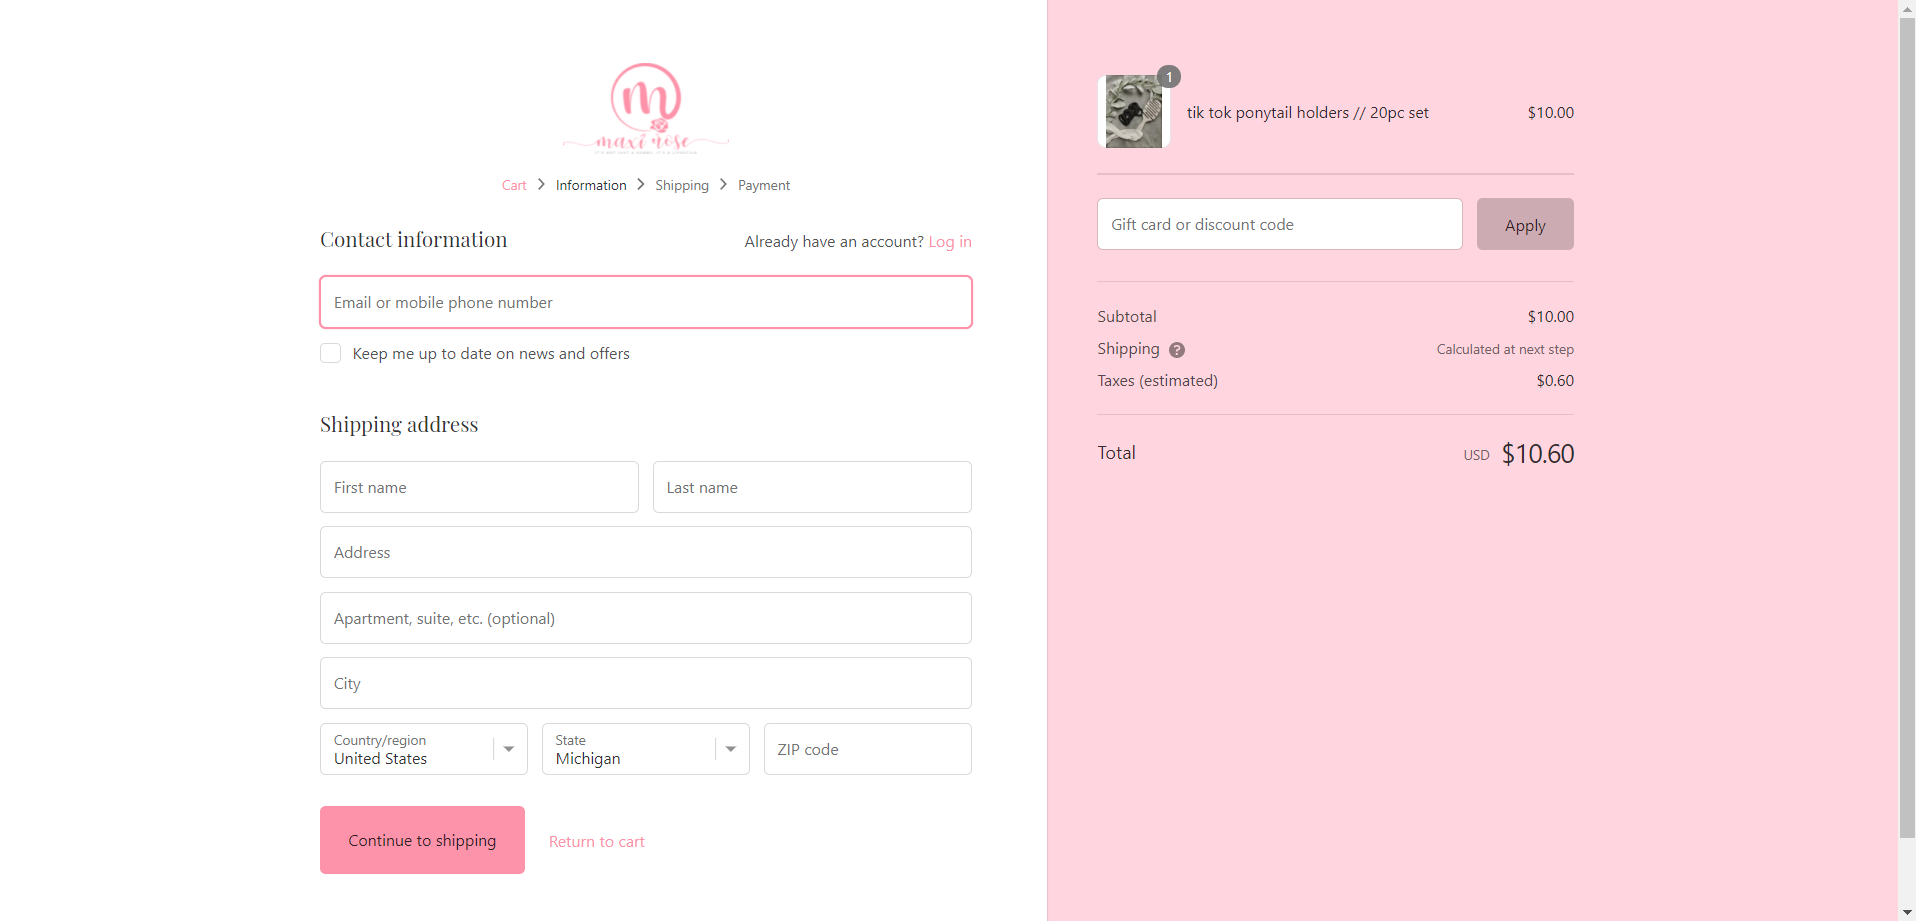 m
maxi rose
Cart
Information
Shipping
Payment
Contact information
Already have an account? Log in
Email or mobile phone number
Keep me up to date on news and offers
Shipping address
First name
Last name
Address
Apartment, suite, etc. (optional)
City
Country/region
United States
State
Michigan
ZIP code
Continue to shipping
Return to cart
1
tik tok ponytail holders // 20pc set
$10.00
Gift card or discount code
Apply
Subtotal
$10.00
Shipping ?
Calculated at next step
Taxes (estimated)
$0.60
Total
USD $10.60